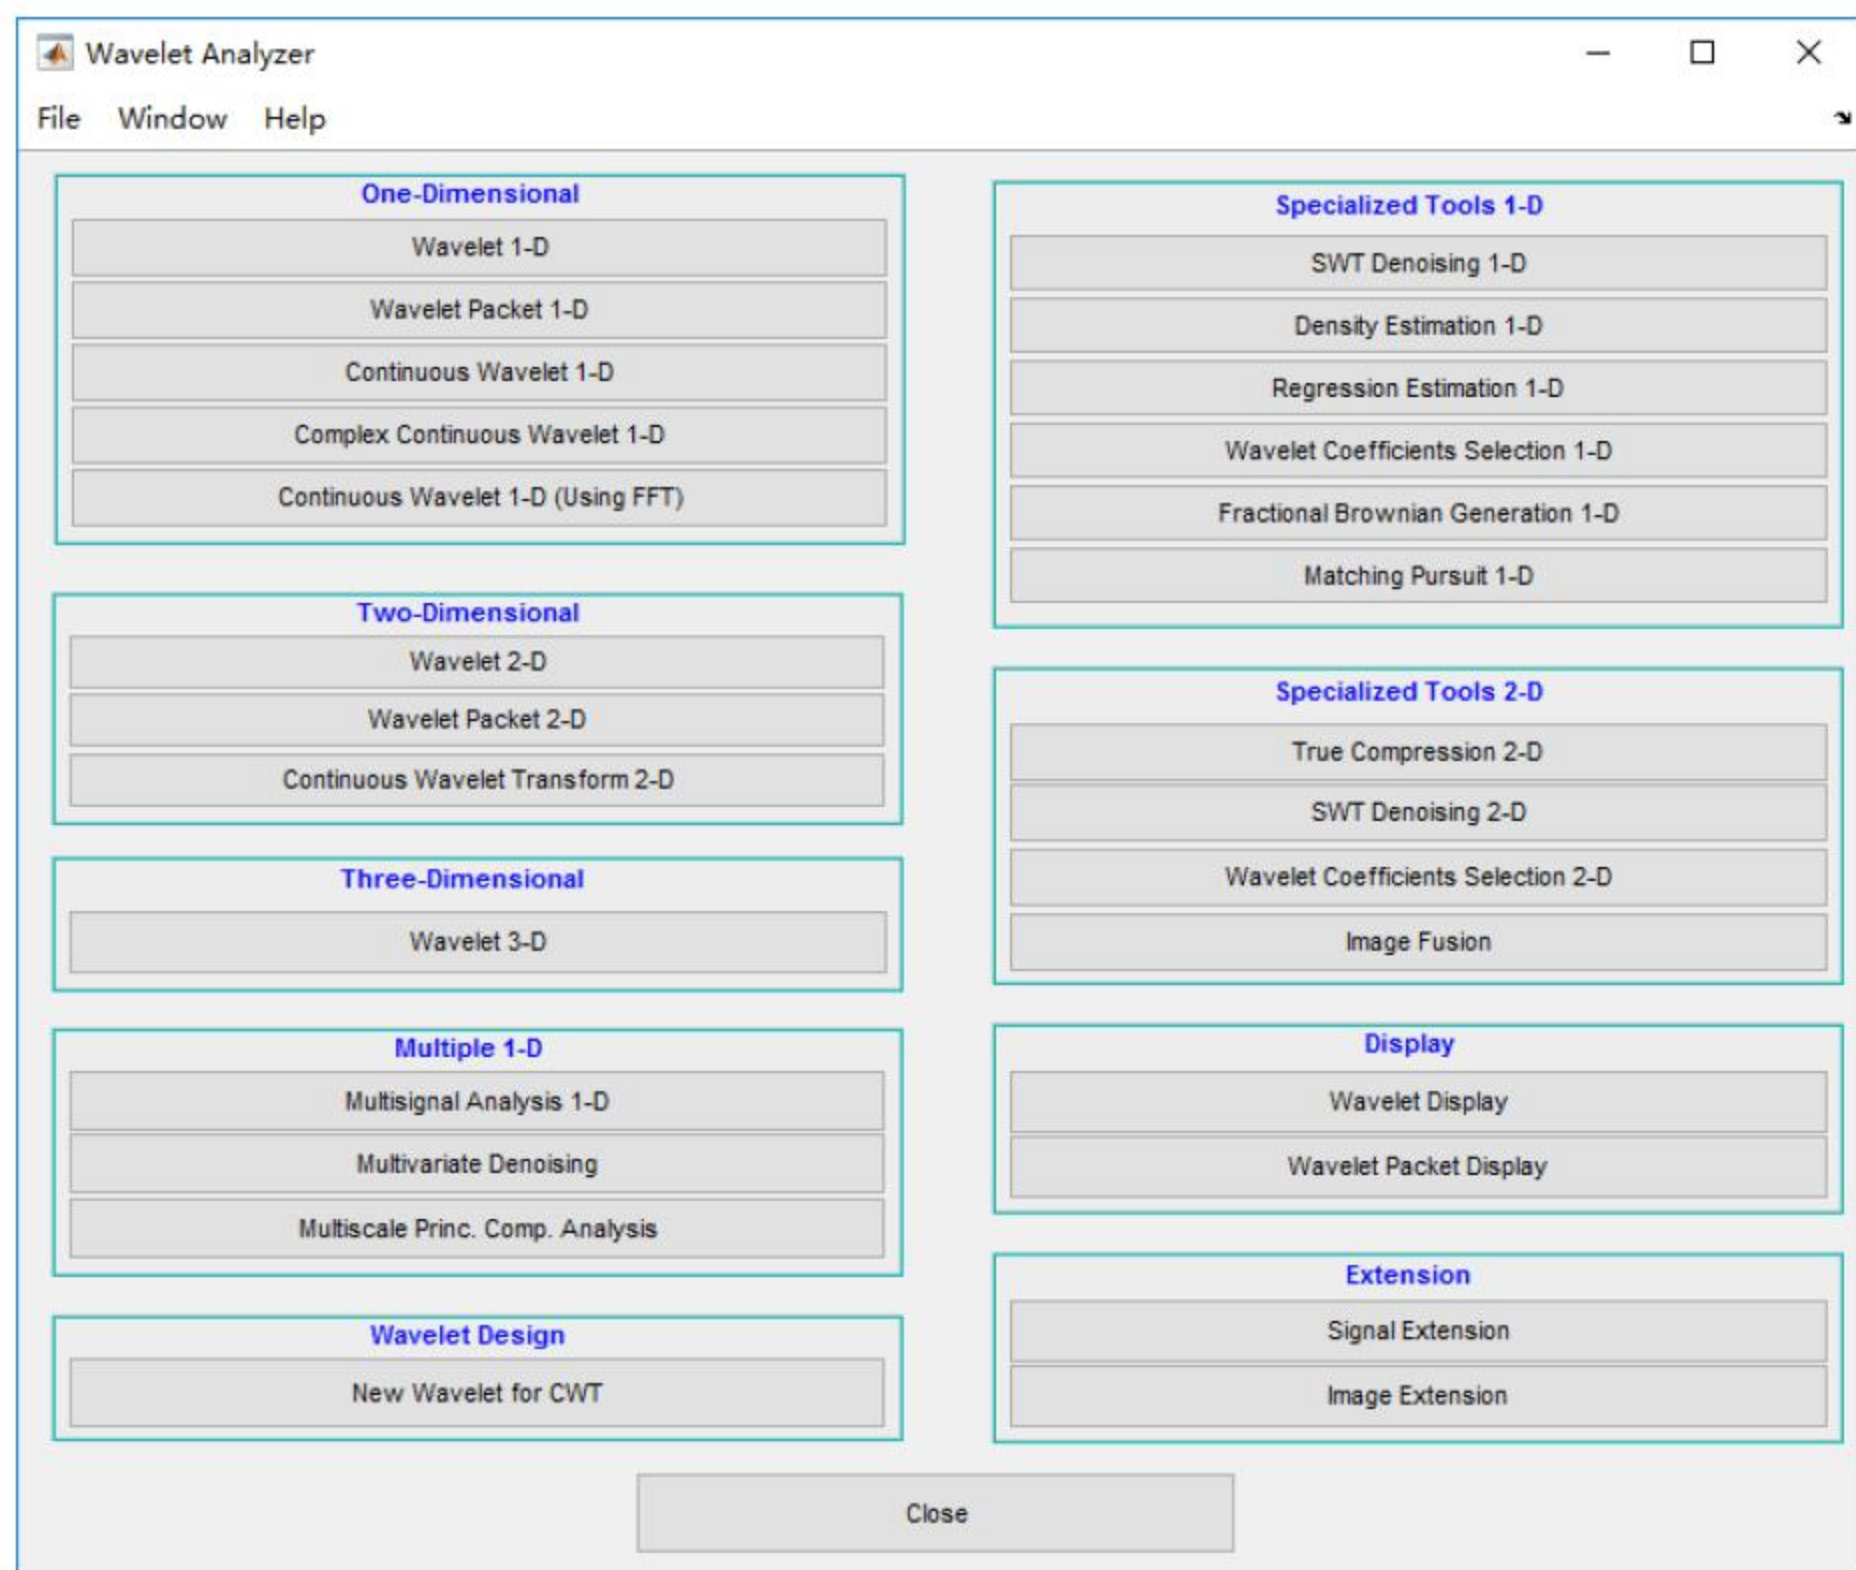 Wavelet Analyzer
File Window Help
One-Dimensional
Wavelet 1-D
Wavelet Packet 1-D
Continuous Wavelet 1-D
Complex Continuous Wavelet 1-D
Continuous Wavelet 1-D (Using FFT)
Two-Dimensional
Wavelet 2-D
Wavelet Packet 2-D
Continuous Wavelet Transform 2-D
Three-Dimensional
Wavelet 3-D
Multiple 1-D
Multisignal Analysis 1-D
Multivariate Denoising
Multiscale Princ. Comp. Analysis
Wavelet Design
New Wavelet for CWT
Specialized Tools 1-D
SWT Denoising 1-D
Density Estimation 1-D
Regression Estimation 1-D
Wavelet Coefficients Selection 1-D
Fractional Brownian Generation 1-D
Matching Pursuit 1-D
Specialized Tools 2-D
True Compression 2-D
SWT Denoising 2-D
Wavelet Coefficients Selection 2-D
Image Fusion
Display
Wavelet Display
Wavelet Packet Display
Extension
Signal Extension
Image Extension
Close